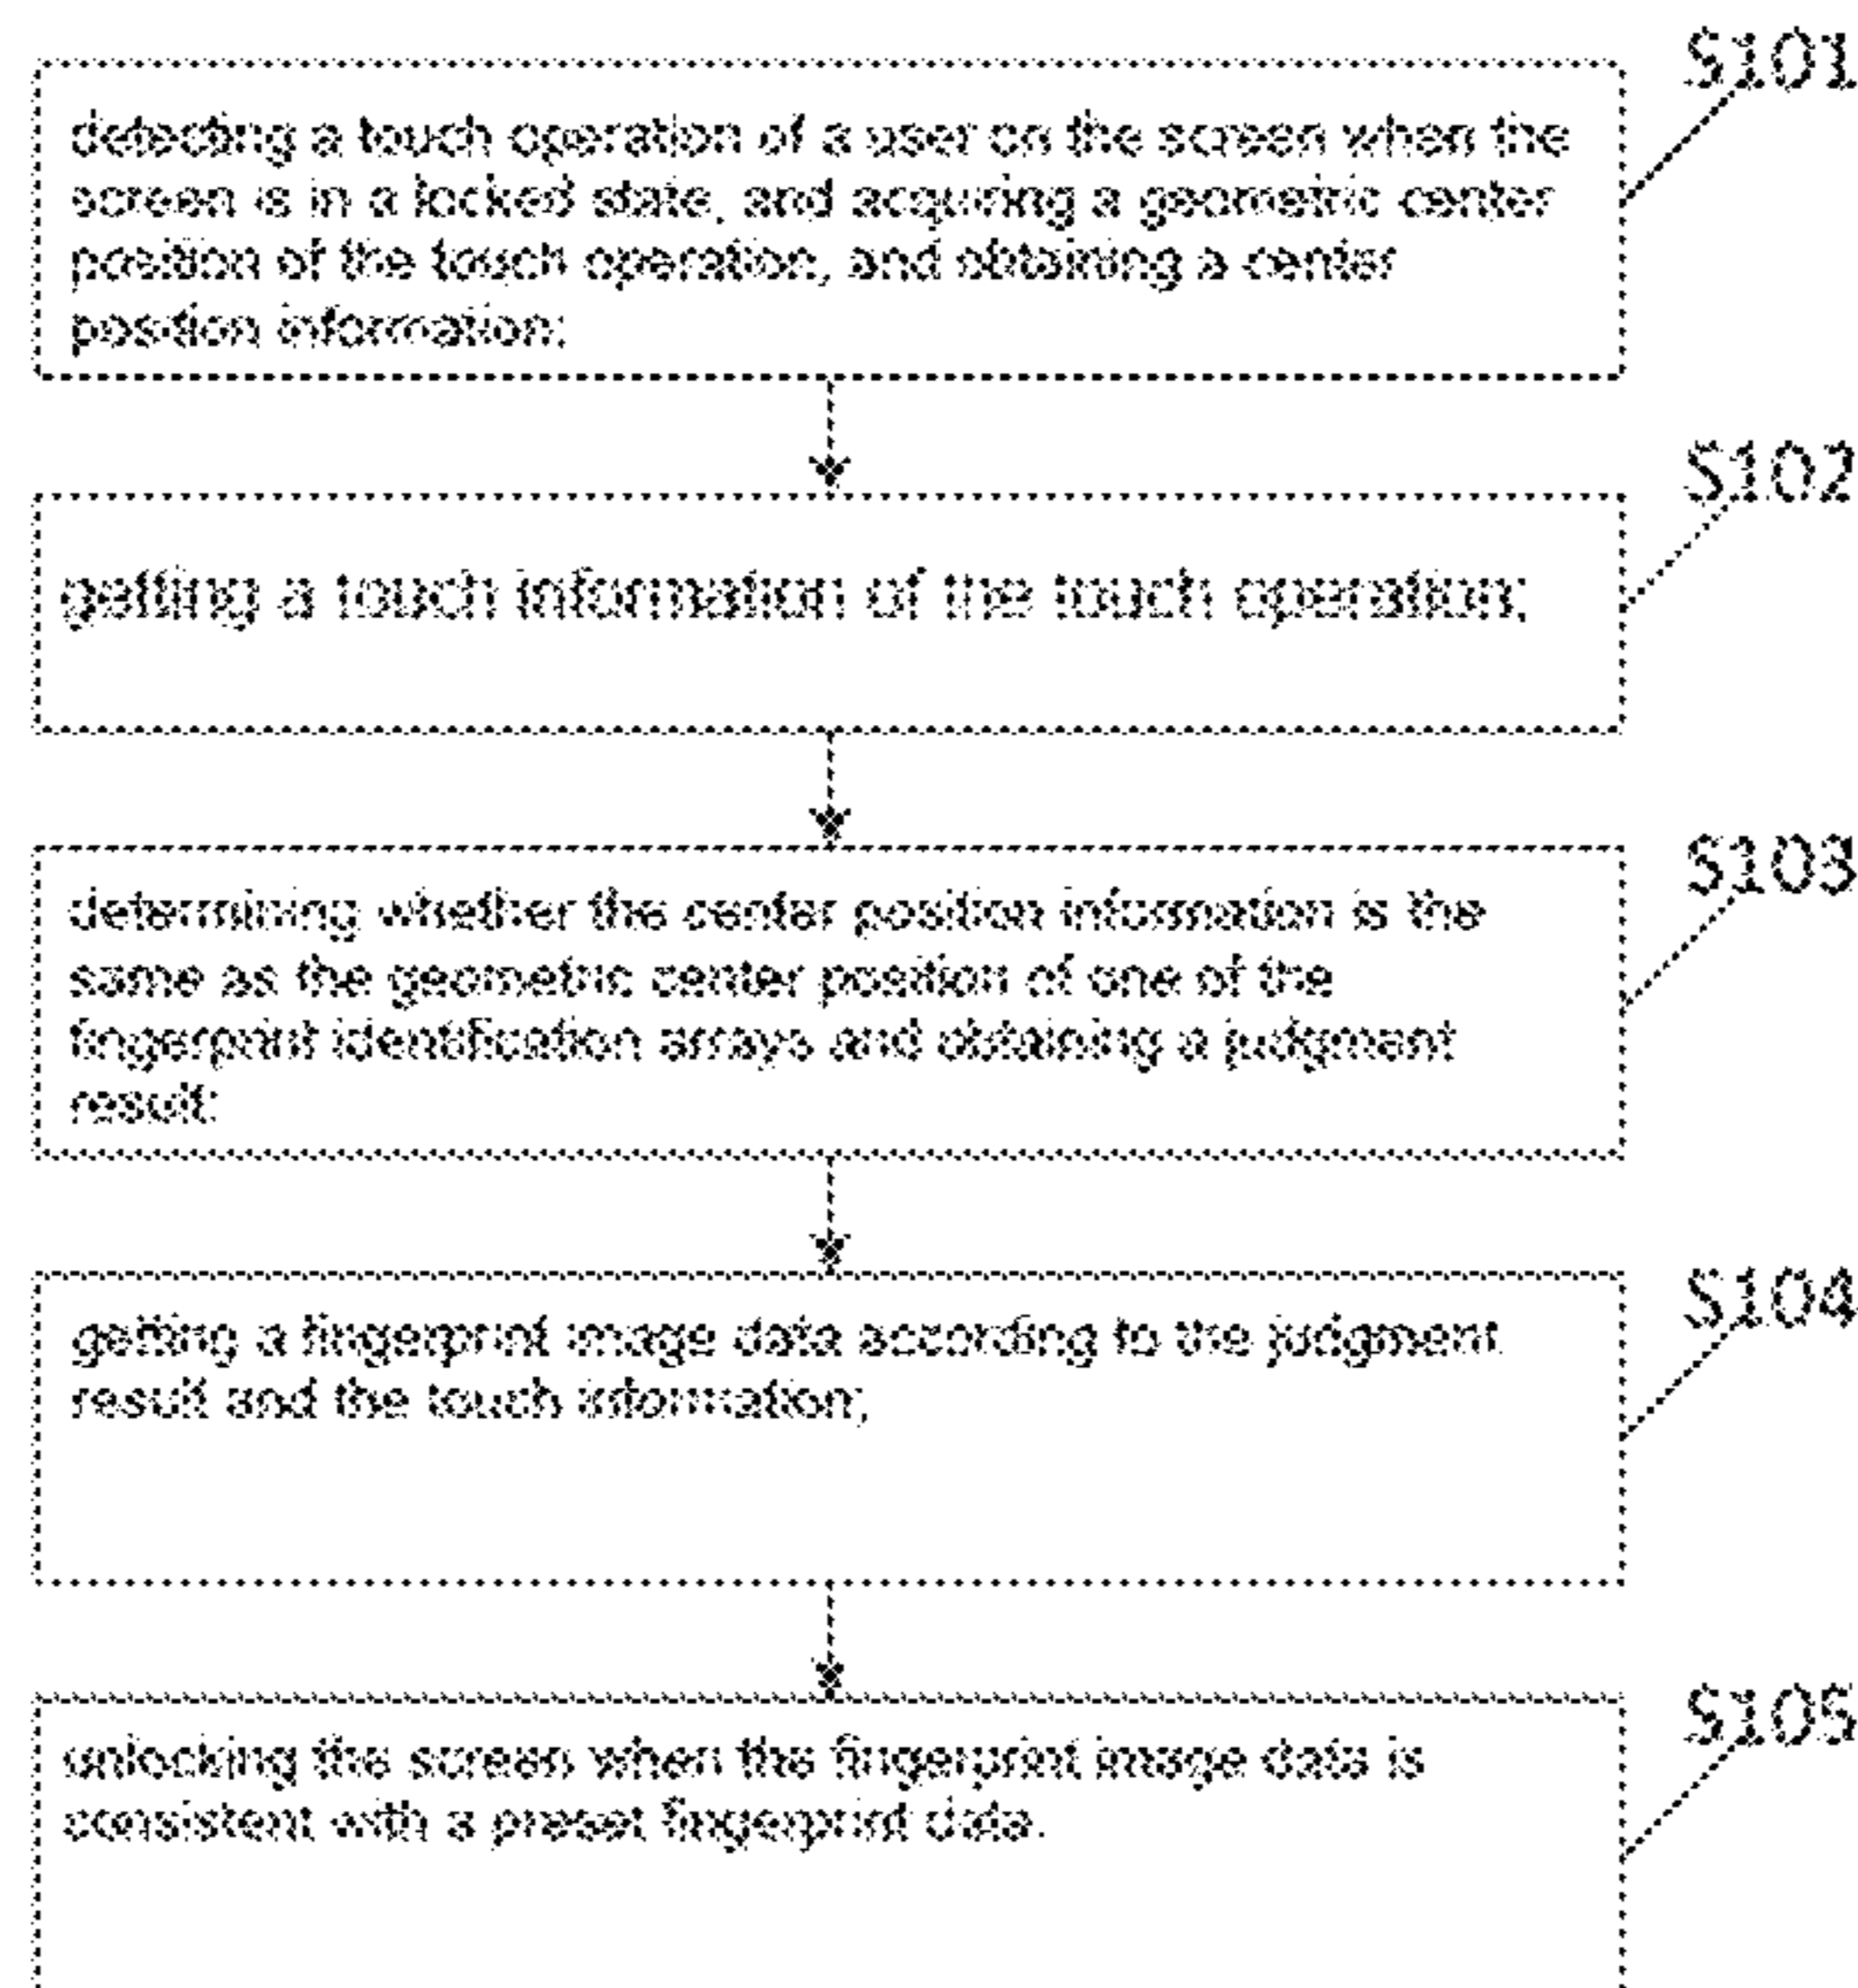 S101
detecting a touch operation of a user on the screen when the
screen is in a locked state, and acquiring a geometric center
position of the touch operation, and obtaining a center
position information;
S102
getting a touch information of the touch operation;
S103
determining whether the center position information is the
same as the geometric center position of one of the
fingerprint identification arrays and obtaining a judgment
result;
S104
getting a fingerprint image data according to the judgment
result and the touch information;
S105
unlocking the screen when the fingerprint image data is
consistent with a preset fingerprint data.